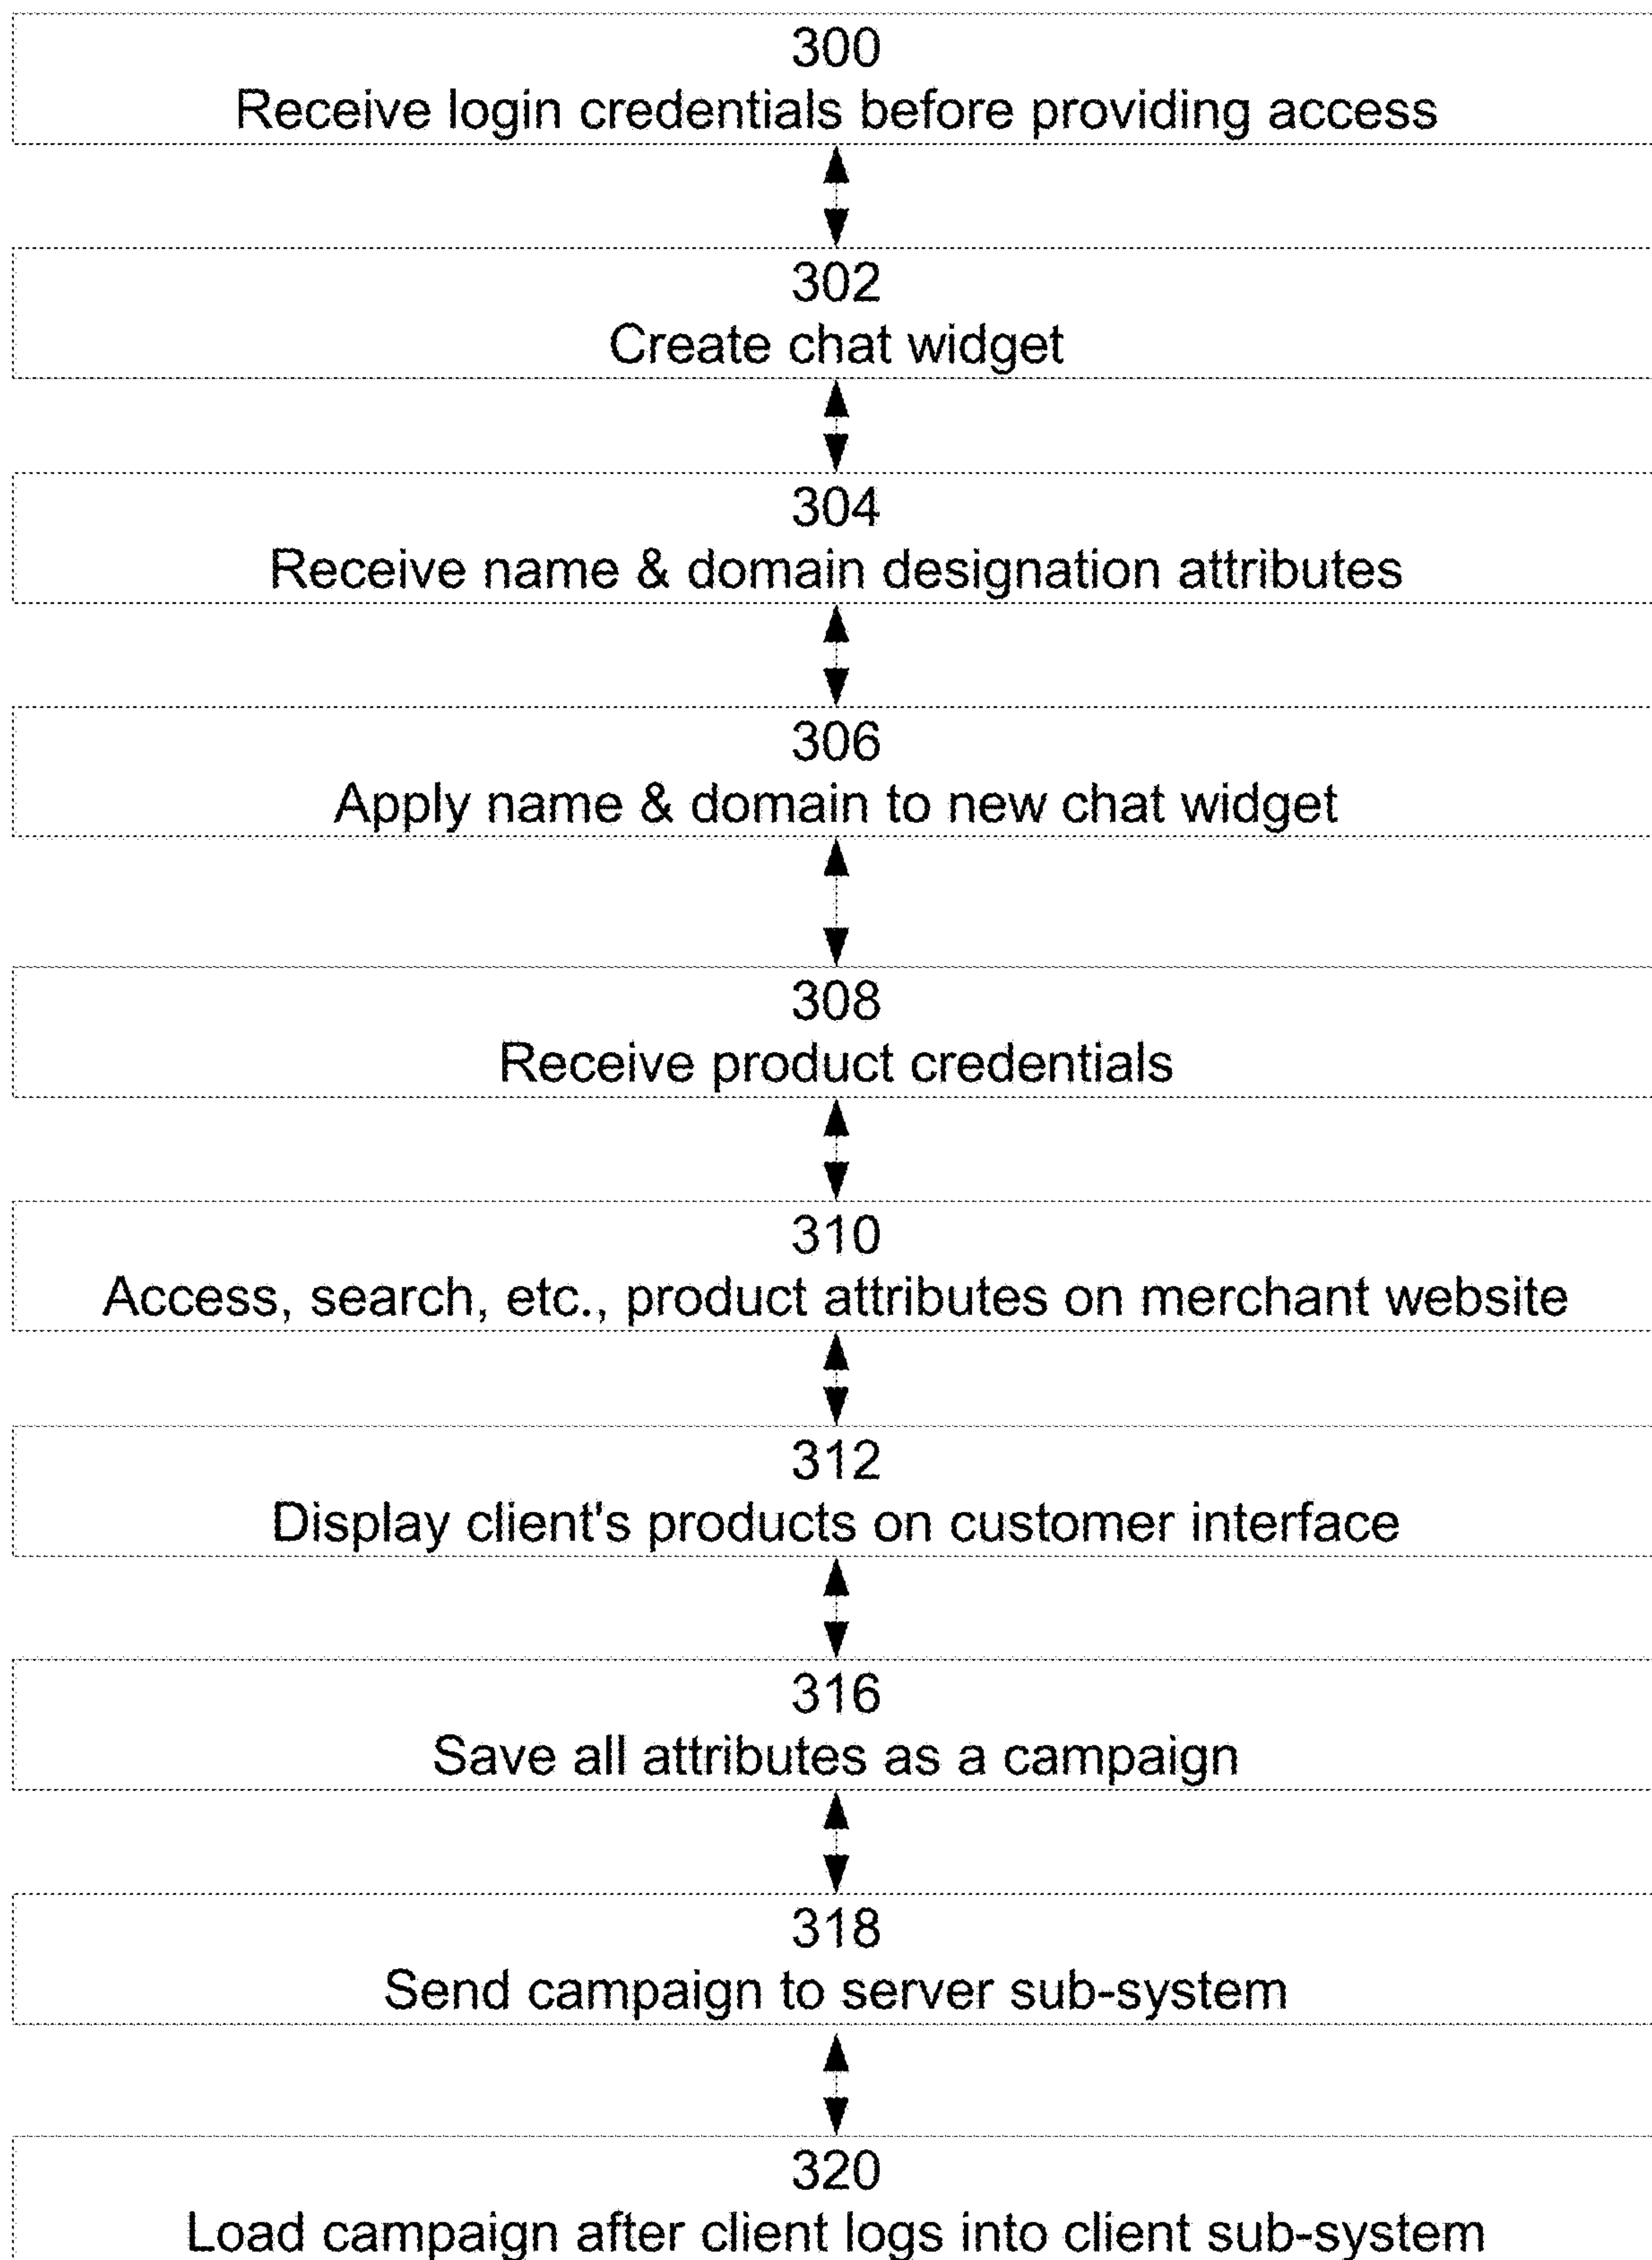 300
Receive login credentials before providing access
302
Create chat widget
304
Receive name & domain designation attributes
306
Apply name & domain to new chat widget
308
Receive product credentials
310
Access, search, etc., product attributes on merchant website
312
Display client's products on customer interface
316
Save all attributes as a campaign
318
Send campaign to server sub-system
320
Load campaign after client logs into client sub-system